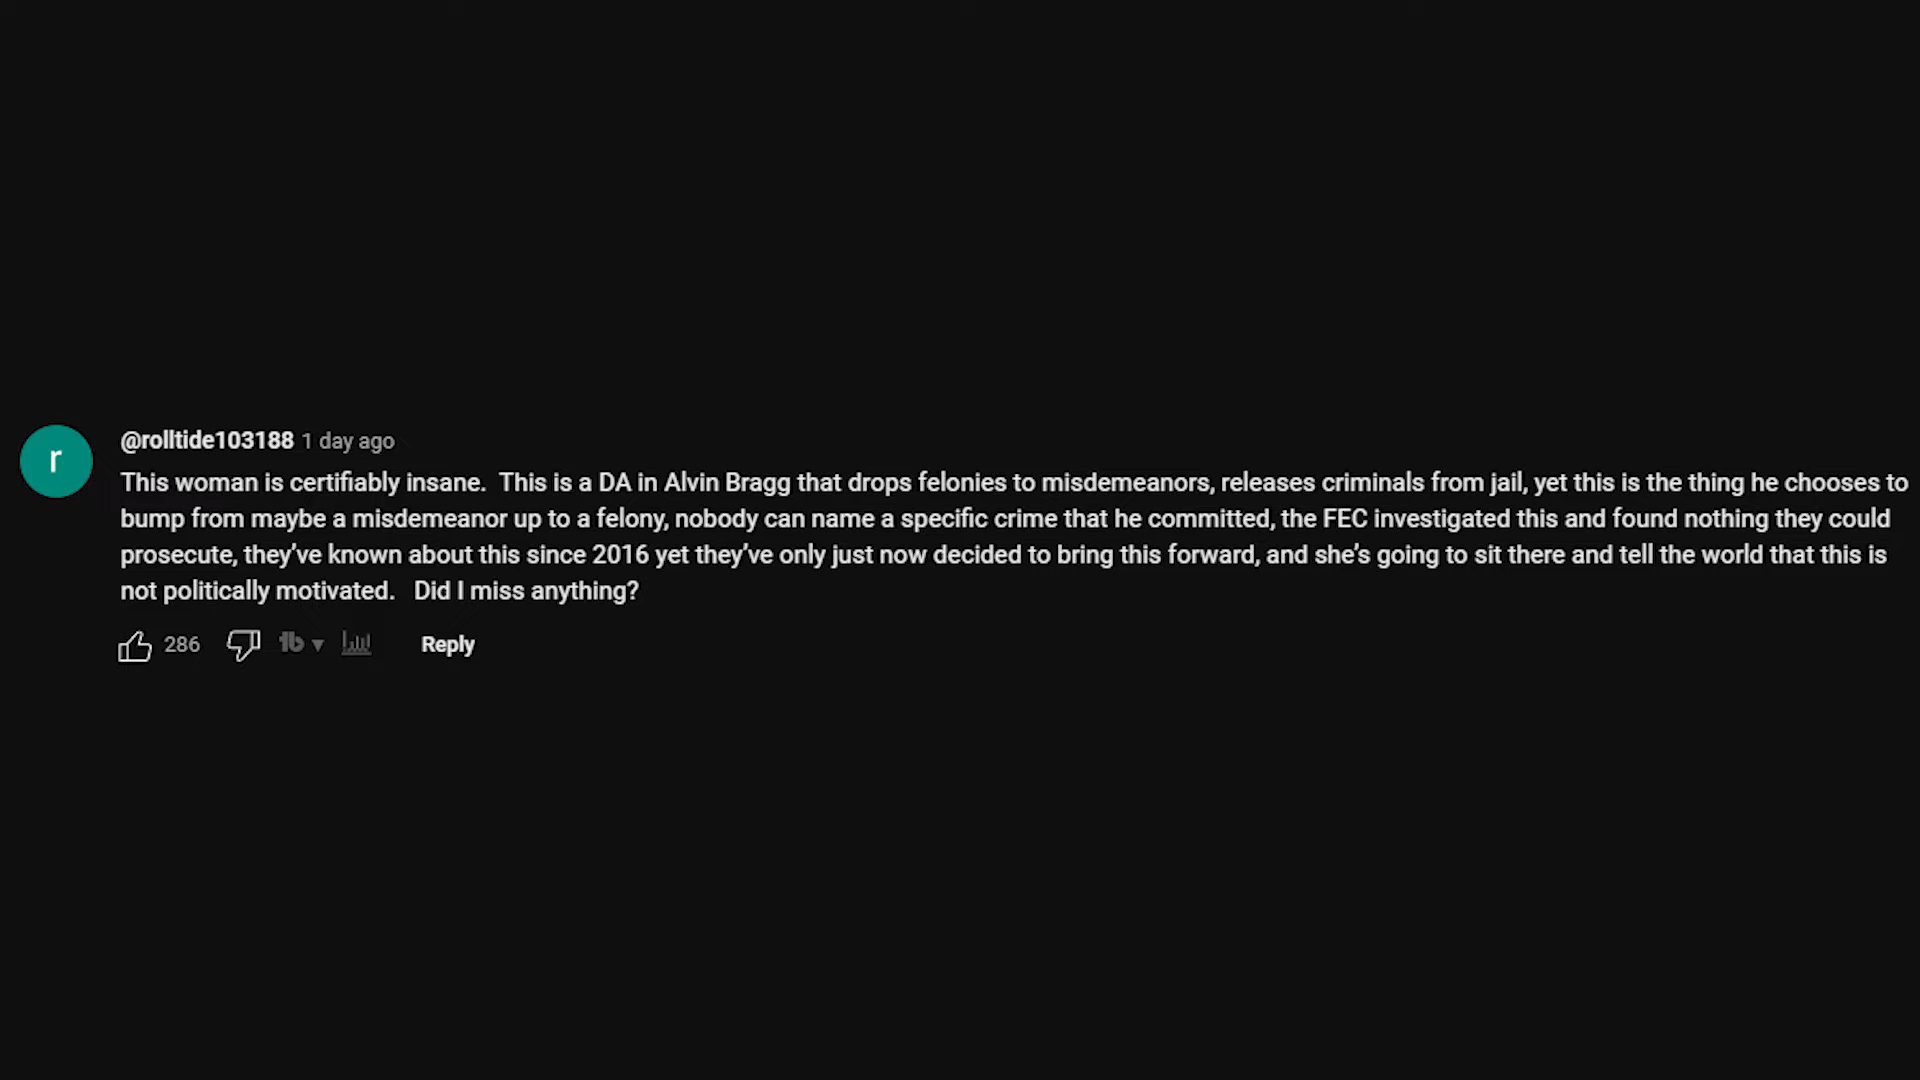 r
@rolltide103188 1 day ago
This woman is certifiably insane.  This is a DA in Alvin Bragg that drops felonies to misdemeanors, releases criminals from jail, yet this is the thing he chooses to
bump from maybe a misdemeanor up to a felony, nobody can name a specific crime that he committed, the FEC investigated this and found nothing they could
prosecute, they’ve known about this since 2016 yet they’ve only just now decided to bring this forward, and she’s going to sit there and tell the world that this is
not politically motivated.   Did I miss anything?
286 tb ▾ Reply